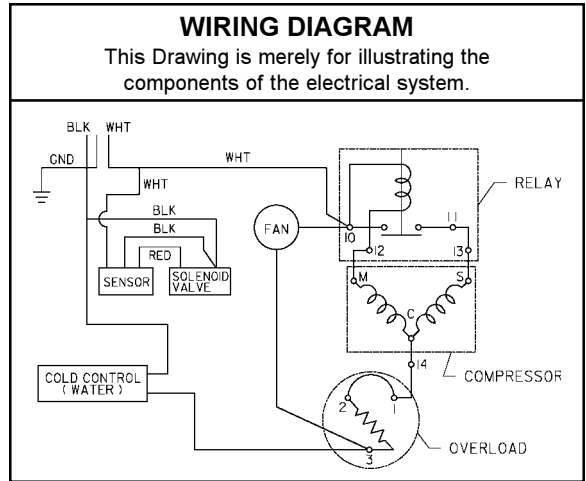 WIRING DIAGRAM
This Drawing is merely for illustrating the
components of the electrical system.
BLK WHT
GND
WHT
WHT
RELAY
BLK
BLK
RED
FAN
10
11
12
13
SENSOR
SOLENOID
VALVE
M
S
C
14
COMPRESSOR
COLD CONTROL
( WATER )
2
1
3
OVERLOAD